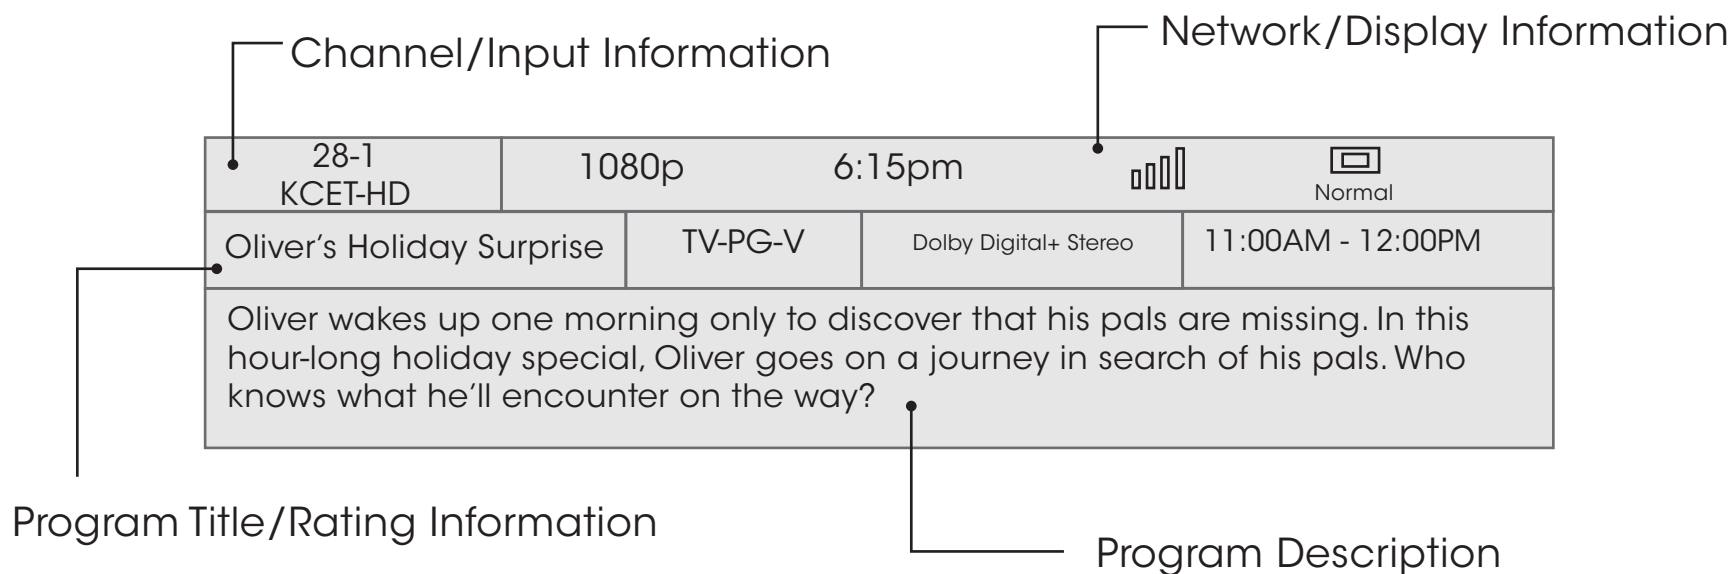 Channel/Input Information
Network/Display Information
28-1
KCET-HD
1080p
6:15pm
Normal
Oliver's Holiday Surprise
TV-PG-V
Dolby Digital+ Stereo
11:00AM - 12:00PM
Oliver wakes up one morning only to discover that his pals are missing. In this
hour-long holiday special, Oliver goes on a journey in search of his pals. Who
knows what he'll encounter on the way?
Program Title/Rating Information
Program Description